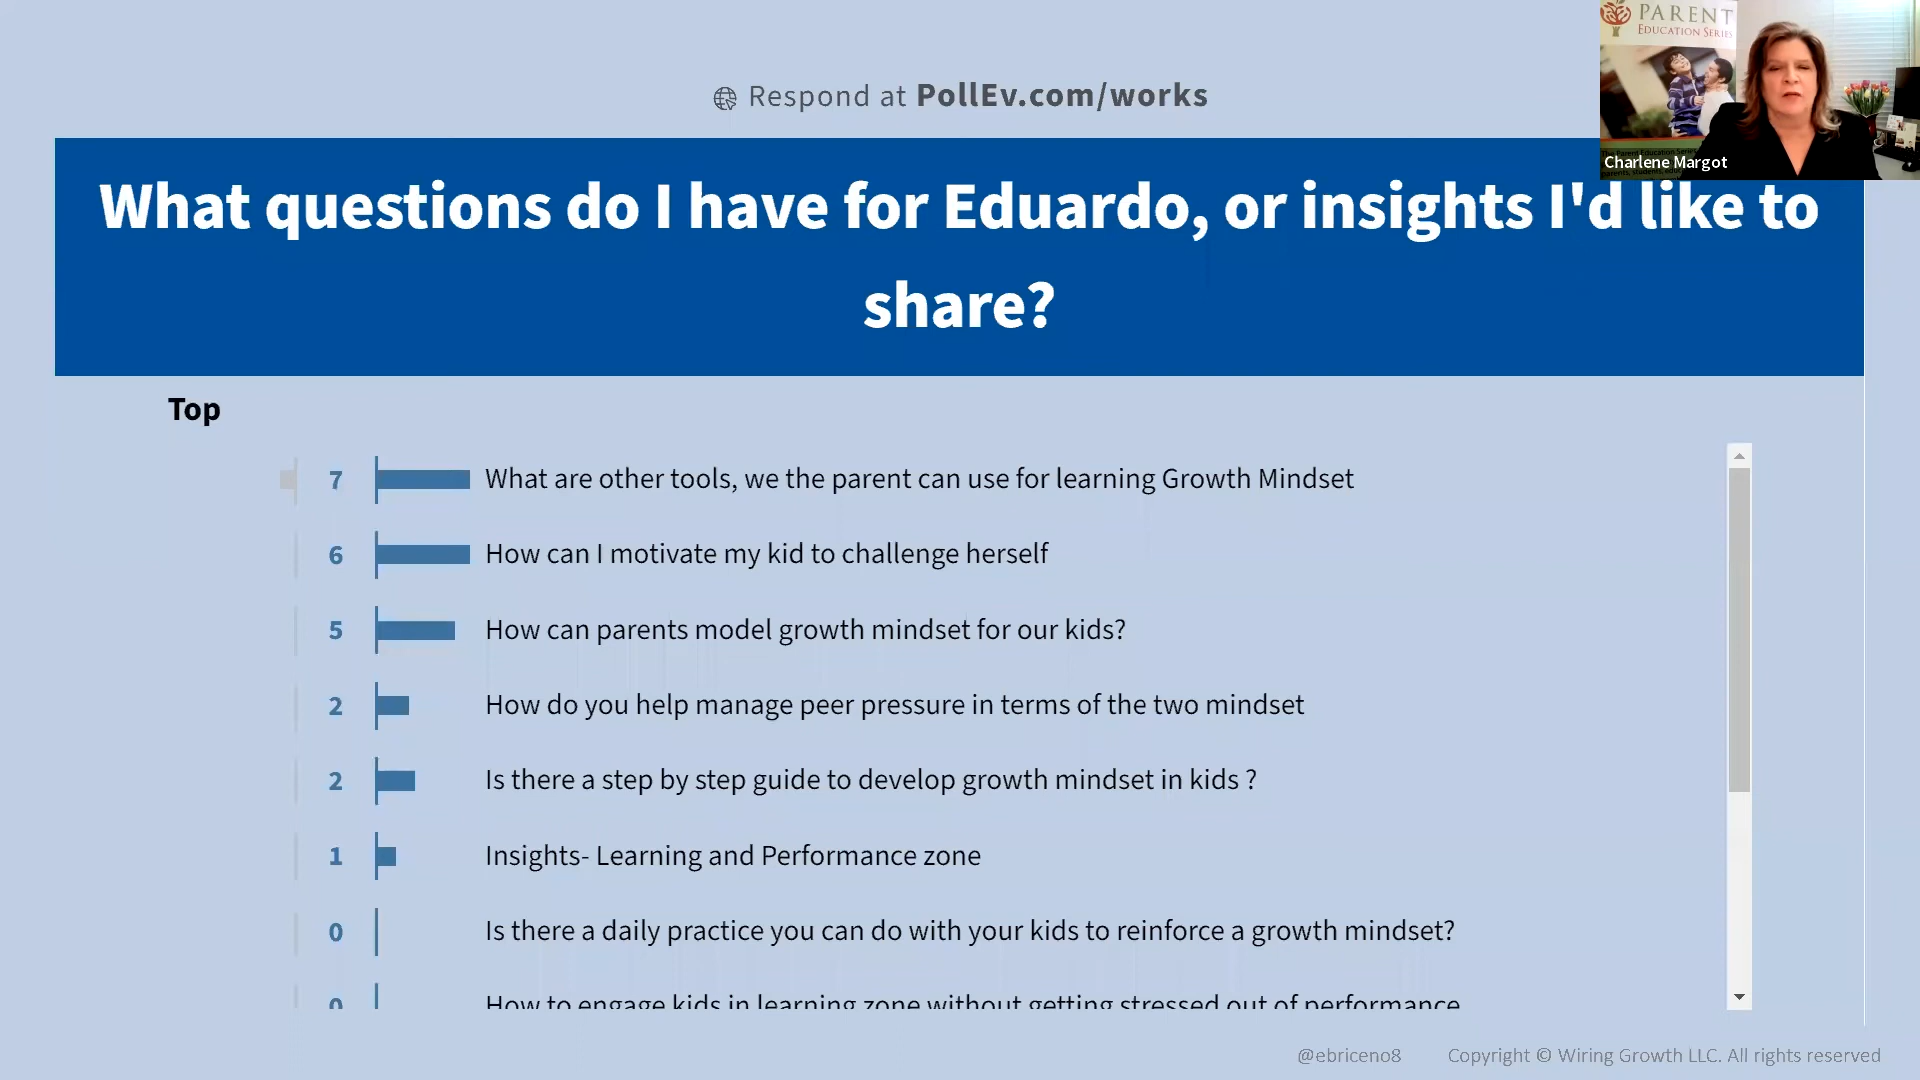 Respond at PollEv.com/works
PARENT
EDUCATION SERIES
Charlene Margot
What questions do I have for Eduardo, or insights I'd like to
share?
Top
7 What are other tools, we the parent can use for learning Growth Mindset
6 How can I motivate my kid to challenge herself
5 How can parents model growth mindset for our kids?
2 How do you help manage peer pressure in terms of the two mindset
2 Is there a step by step guide to develop growth mindset in kids ?
1 Insights- Learning and Performance zone
0 Is there a daily practice you can do with your kids to reinforce a growth mindset?
0 How to engage kids in learning zone without getting stressed out of performance
@ebriceno8 Copyright © Wiring Growth LLC. All rights reserved